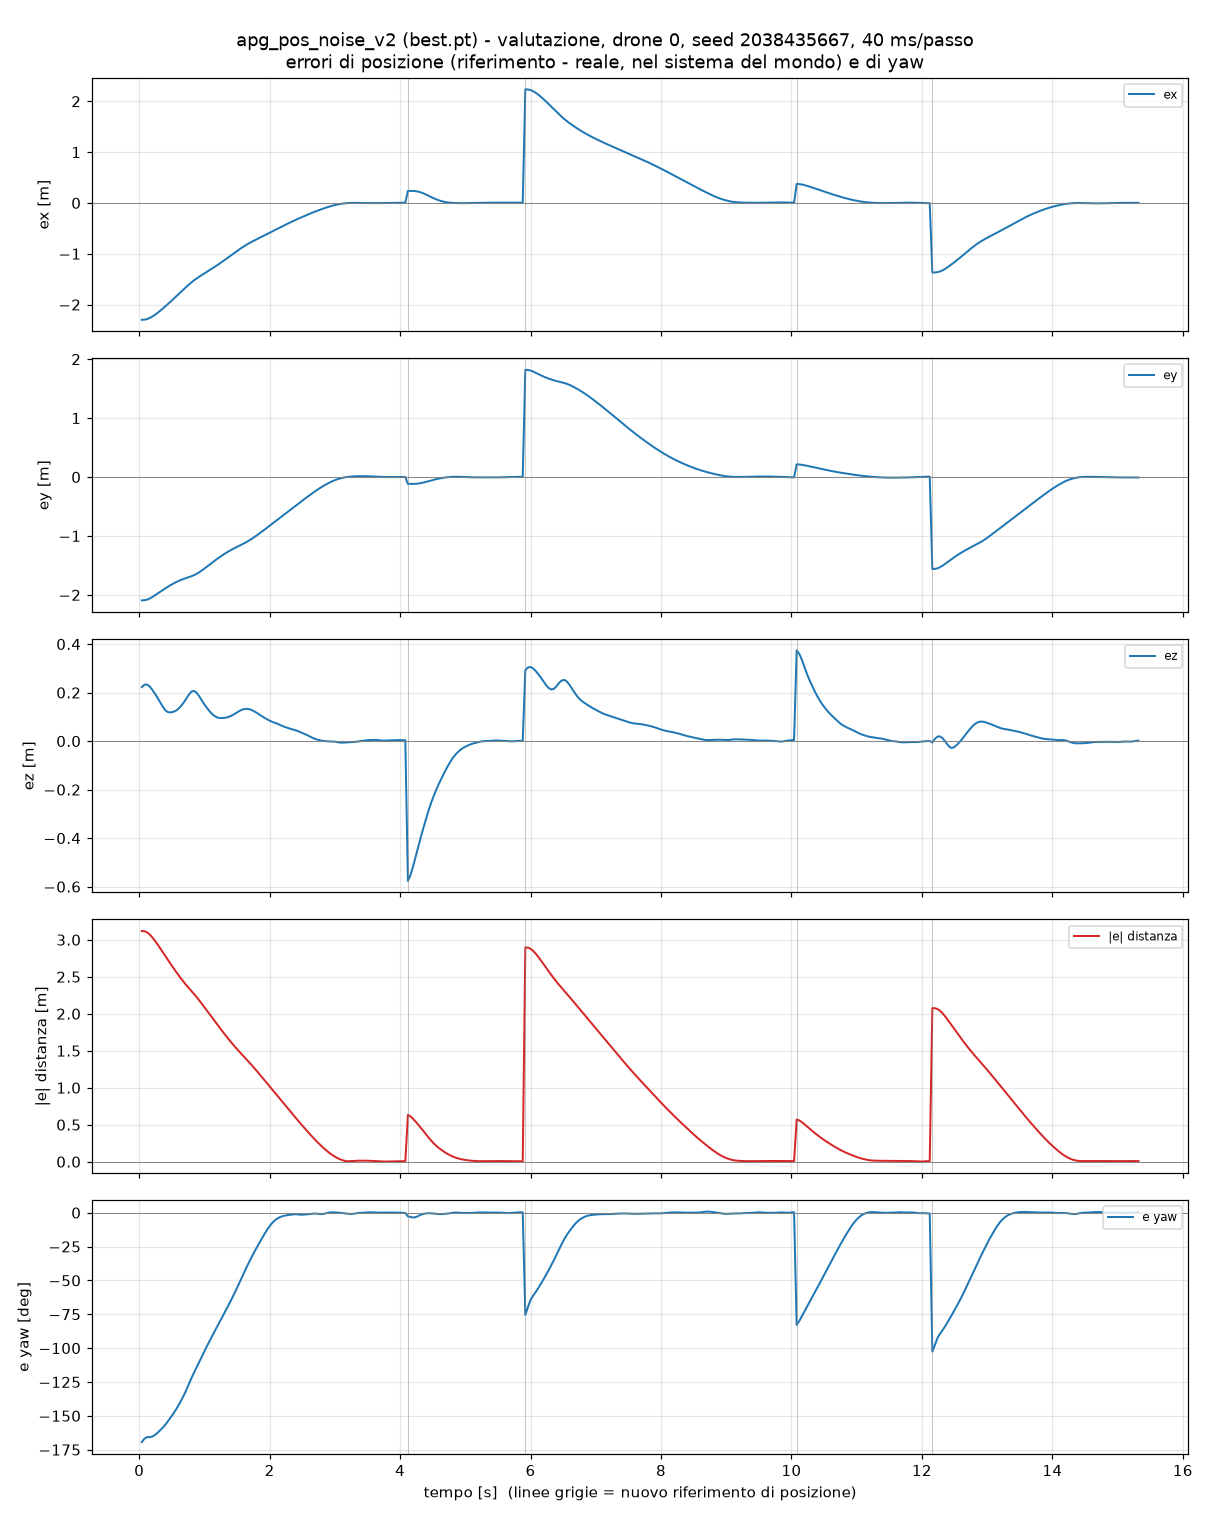 apg_pos_noise_v2 (best.pt) - valutazione, drone 0, seed 2038435667, 40 ms/passo
errori di posizione (riferimento - reale, nel sistema del mondo) e di yaw
ex
2
1
0
−1
−2
ex [m]
ey
2
1
0
−1
−2
ey [m]
ez
0.4
0.2
0.0
−0.2
−0.4
−0.6
ez [m]
|e| distanza
3.0
2.5
2.0
1.5
1.0
0.5
0.0
|e| distanza [m]
e yaw
0
−25
−50
−75
−100
−125
−150
−175
e yaw [deg]
0 2 4 6 8 10 12 14 16
tempo [s]  (linee grigie = nuovo riferimento di posizione)